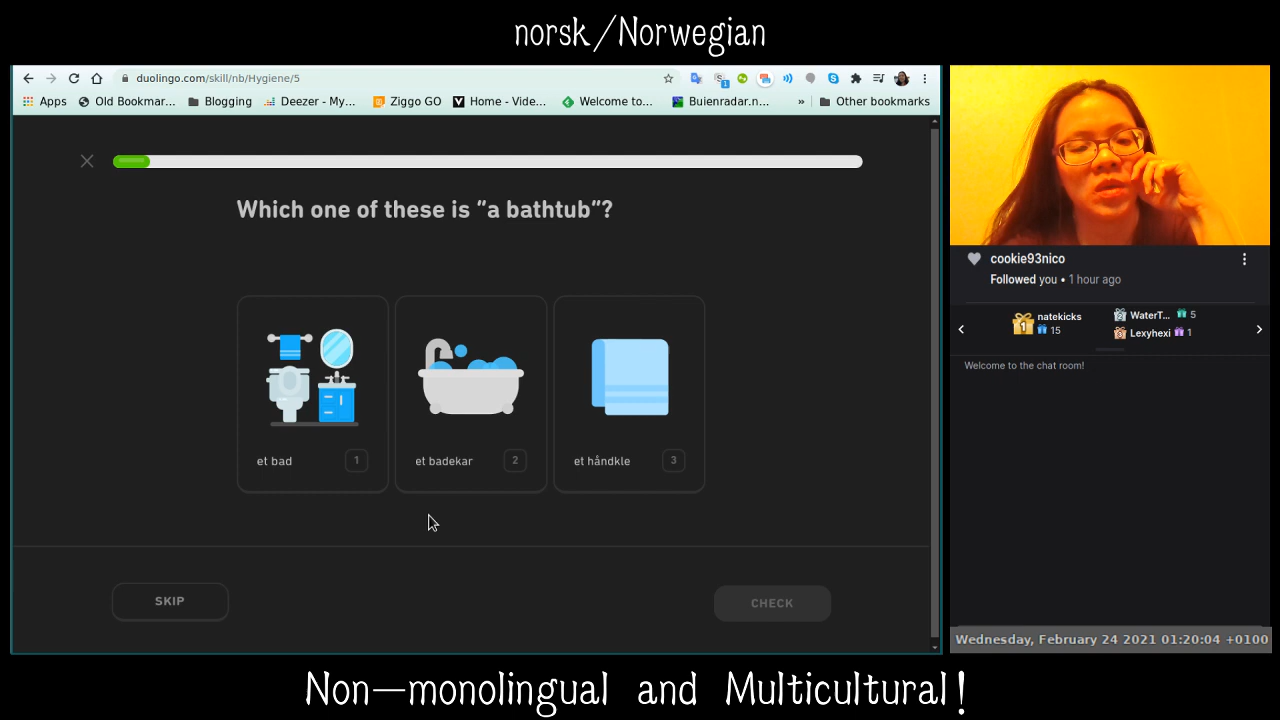 norsk/Norwegian
duolingo.com/skill/nb/Hygiene/5
Apps Old Bookmar... Blogging Deezer - My... Ziggo GO Home - Vide... Welcome to... Buienradar.n... » Other bookmarks
Which one of these is “a bathtub”?
et bad 1
et badekar 2
et håndkle 3
SKIP
CHECK
cookie93nico
Followed you • 1 hour ago
1 natekicks 15
WaterT... 5
Lexyhexi 1
Welcome to the chat room!
Wednesday, February 24 2021 01:20:04 +0100
Non-monolingual and Multicultural!